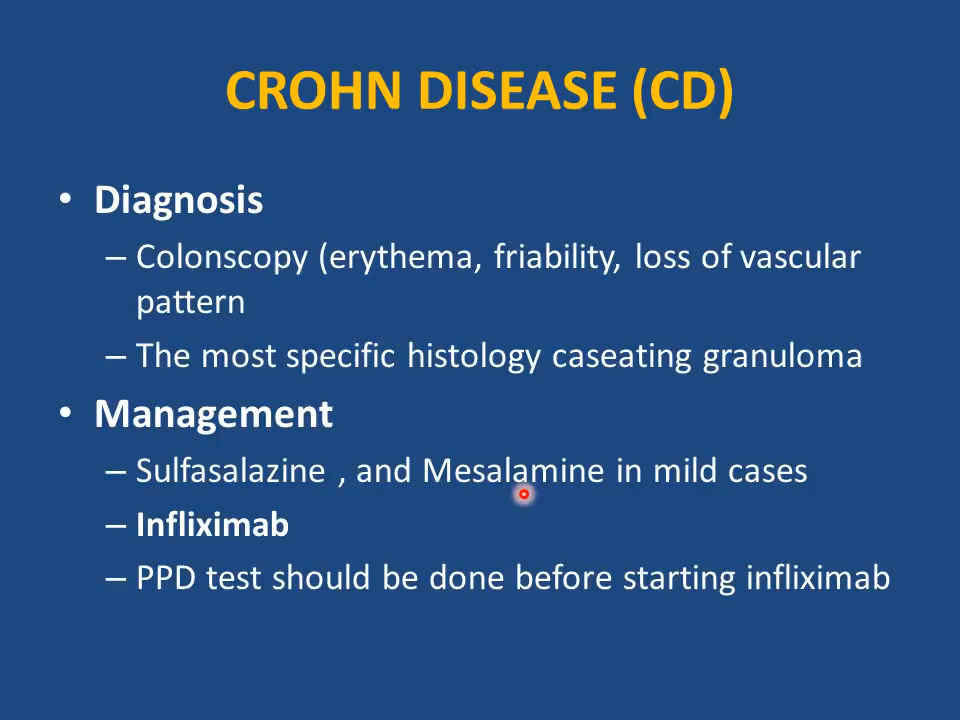 CROHN DISEASE (CD)
• Diagnosis
– Colonscopy (erythema, friability, loss of vascular
pattern
– The most specific histology caseating granuloma
• Management
– Sulfasalazine , and Mesalamine in mild cases
– Infliximab
– PPD test should be done before starting infliximab